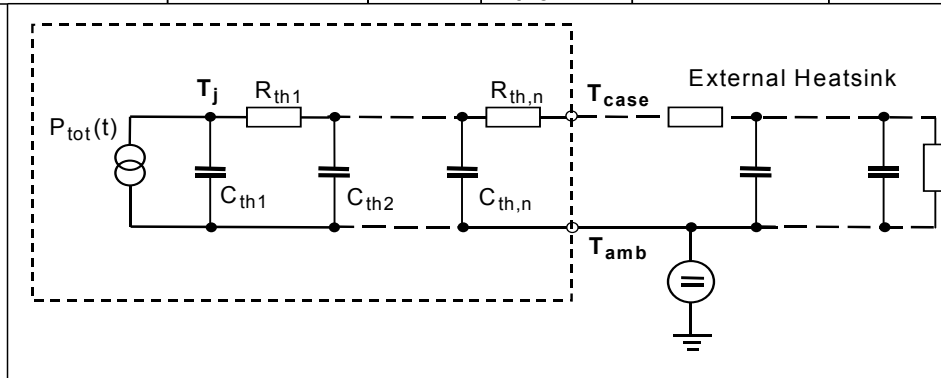 External Heatsink
T_j R_th1 R_th,n T_case
P_tot(t)
C_th1 C_th2 C_th,n
T_amb